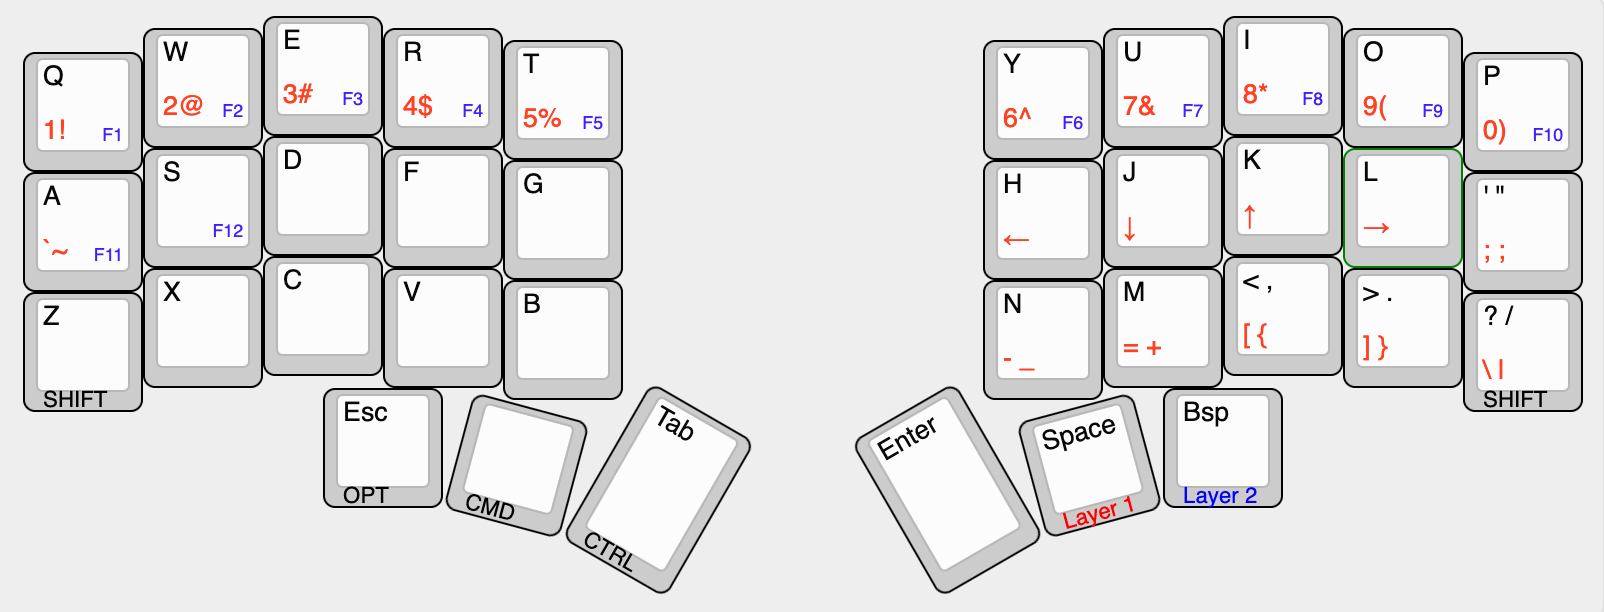 Q
1! F1
W
2@ F2
E
3# F3
R
4$ F4
T
5% F5
Y
6^ F6
U
7& F7
I
8* F8
O
9( F9
P
0) F10
A
`~ F11
S
F12
D
F
G
H
←
J
↓
K
↑
L
→
' "
; ;
Z
SHIFT
X
C
V
B
N
- _
M
= +
< ,
[ {
> .
] }
? /
\ |
SHIFT
Esc
OPT
CMD
Tab
CTRL
Enter
Space
Layer 1
Bsp
Layer 2